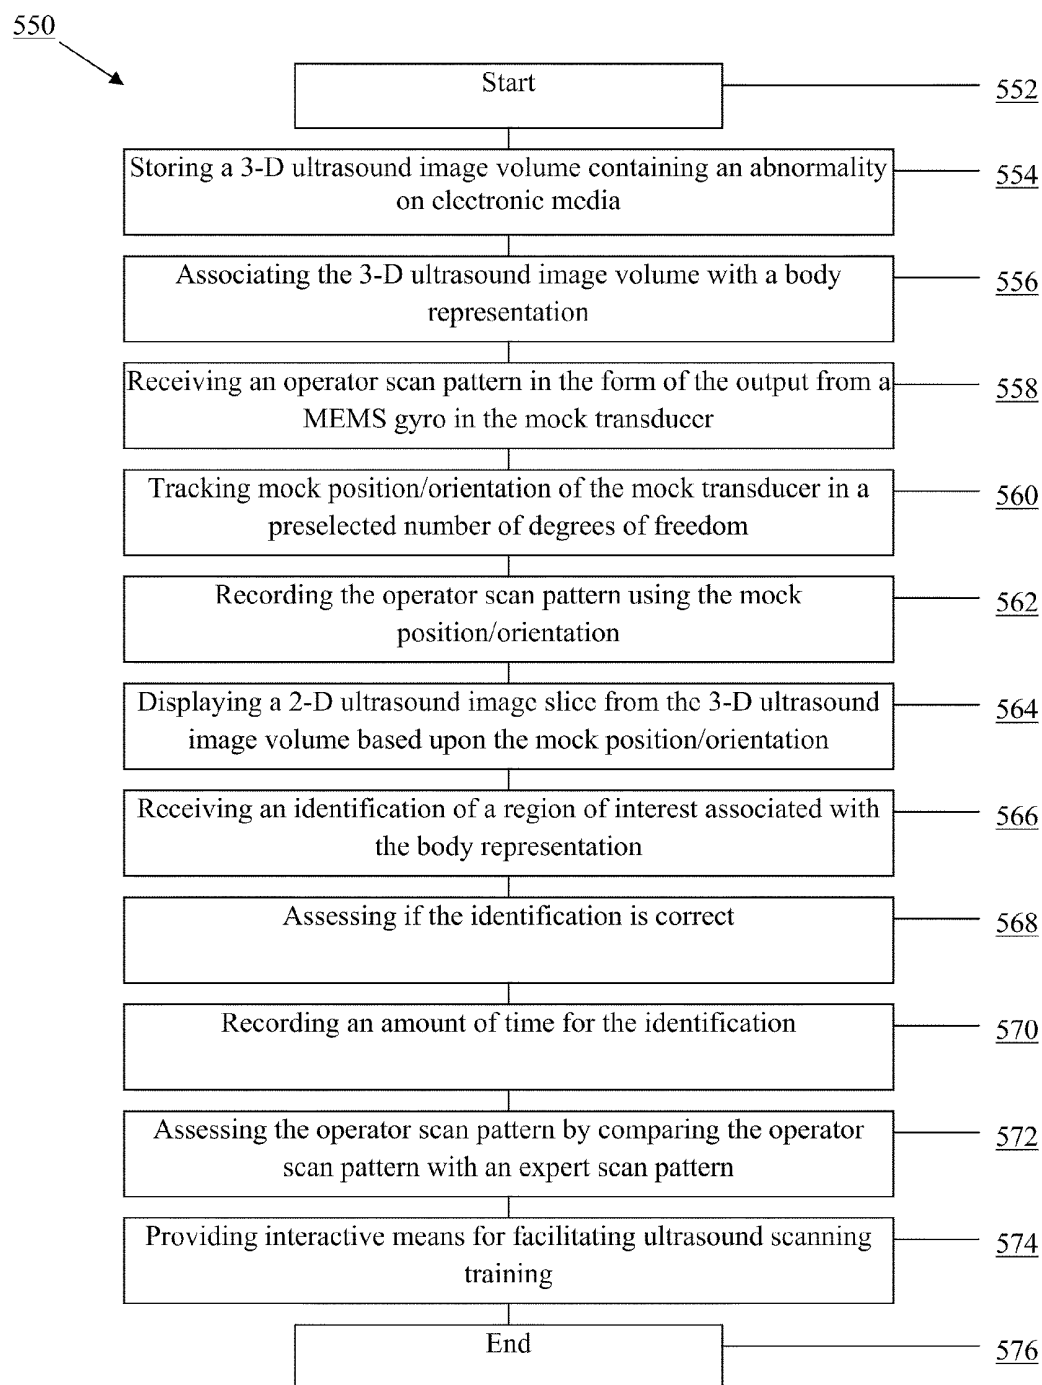 550
Start
552
Storing a 3-D ultrasound image volume containing an abnormality
on electronic media
554
Associating the 3-D ultrasound image volume with a body
representation
556
Receiving an operator scan pattern in the form of the output from a
MEMS gyro in the mock transducer
558
Tracking mock position/orientation of the mock transducer in a
preselected number of degrees of freedom
560
Recording the operator scan pattern using the mock
position/orientation
562
Displaying a 2-D ultrasound image slice from the 3-D ultrasound
image volume based upon the mock position/orientation
564
Receiving an identification of a region of interest associated with
the body representation
566
Assessing if the identification is correct
568
Recording an amount of time for the identification
570
Assessing the operator scan pattern by comparing the operator
scan pattern with an expert scan pattern
572
Providing interactive means for facilitating ultrasound scanning
training
574
End
576